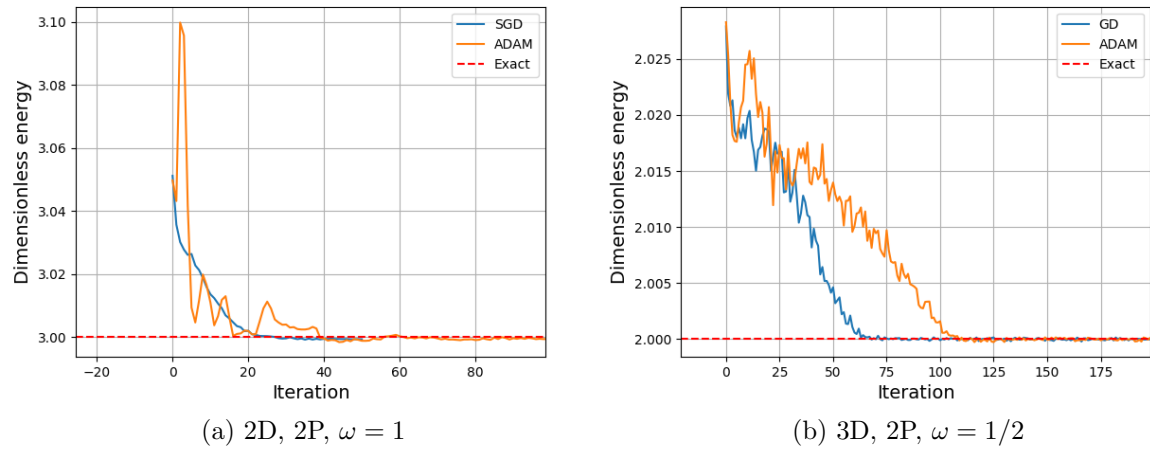 3.10
3.08
3.06
3.04
3.02
3.00
Dimensionless energy
−20
0
20
40
60
80
Iteration
SGD
ADAM
Exact
(a) 2D, 2P, ω = 1
2.025
2.020
2.015
2.010
2.005
2.000
Dimensionless energy
0
25
50
75
100
125
150
175
Iteration
GD
ADAM
Exact
(b) 3D, 2P, ω = 1/2